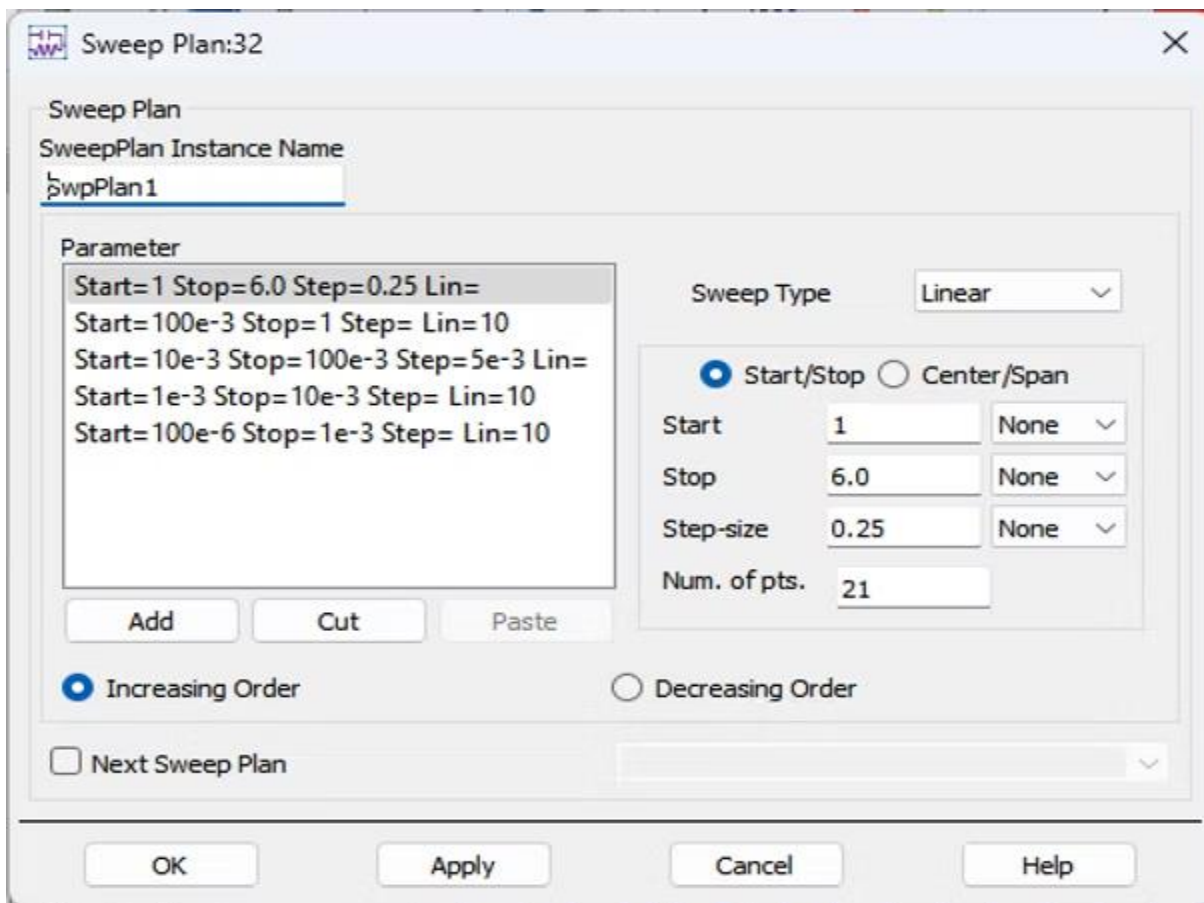 Sweep Plan:32
Sweep Plan
SweepPlan Instance Name
SwpPlan1
Parameter
Start=1 Stop=6.0 Step=0.25 Lin=
Start=100e-3 Stop=1 Step= Lin=10
Start=10e-3 Stop=100e-3 Step=5e-3 Lin=
Start=1e-3 Stop=10e-3 Step= Lin=10
Start=100e-6 Stop=1e-3 Step= Lin=10
Add Cut Paste
Sweep Type Linear
Start/Stop Center/Span
Start 1 None
Stop 6.0 None
Step-size 0.25 None
Num. of pts. 21
Increasing Order Decreasing Order
Next Sweep Plan
OK Apply Cancel Help